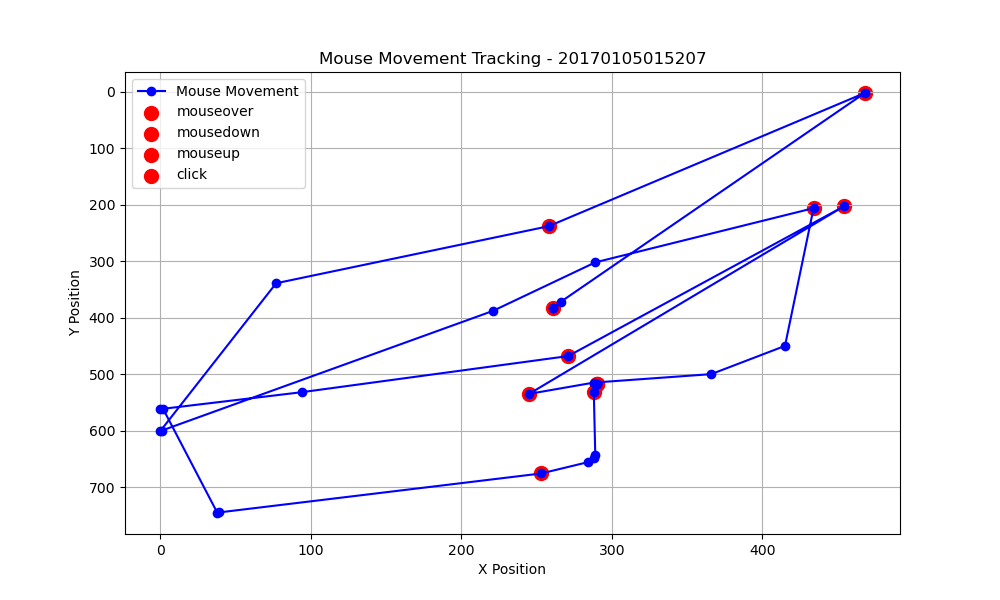 Mouse Movement Tracking - 20170105015207
Mouse Movement
mouseover
mousedown
mouseup
click
0
100
200
300
400
500
600
700
Y Position
0
100
200
300
400
X Position